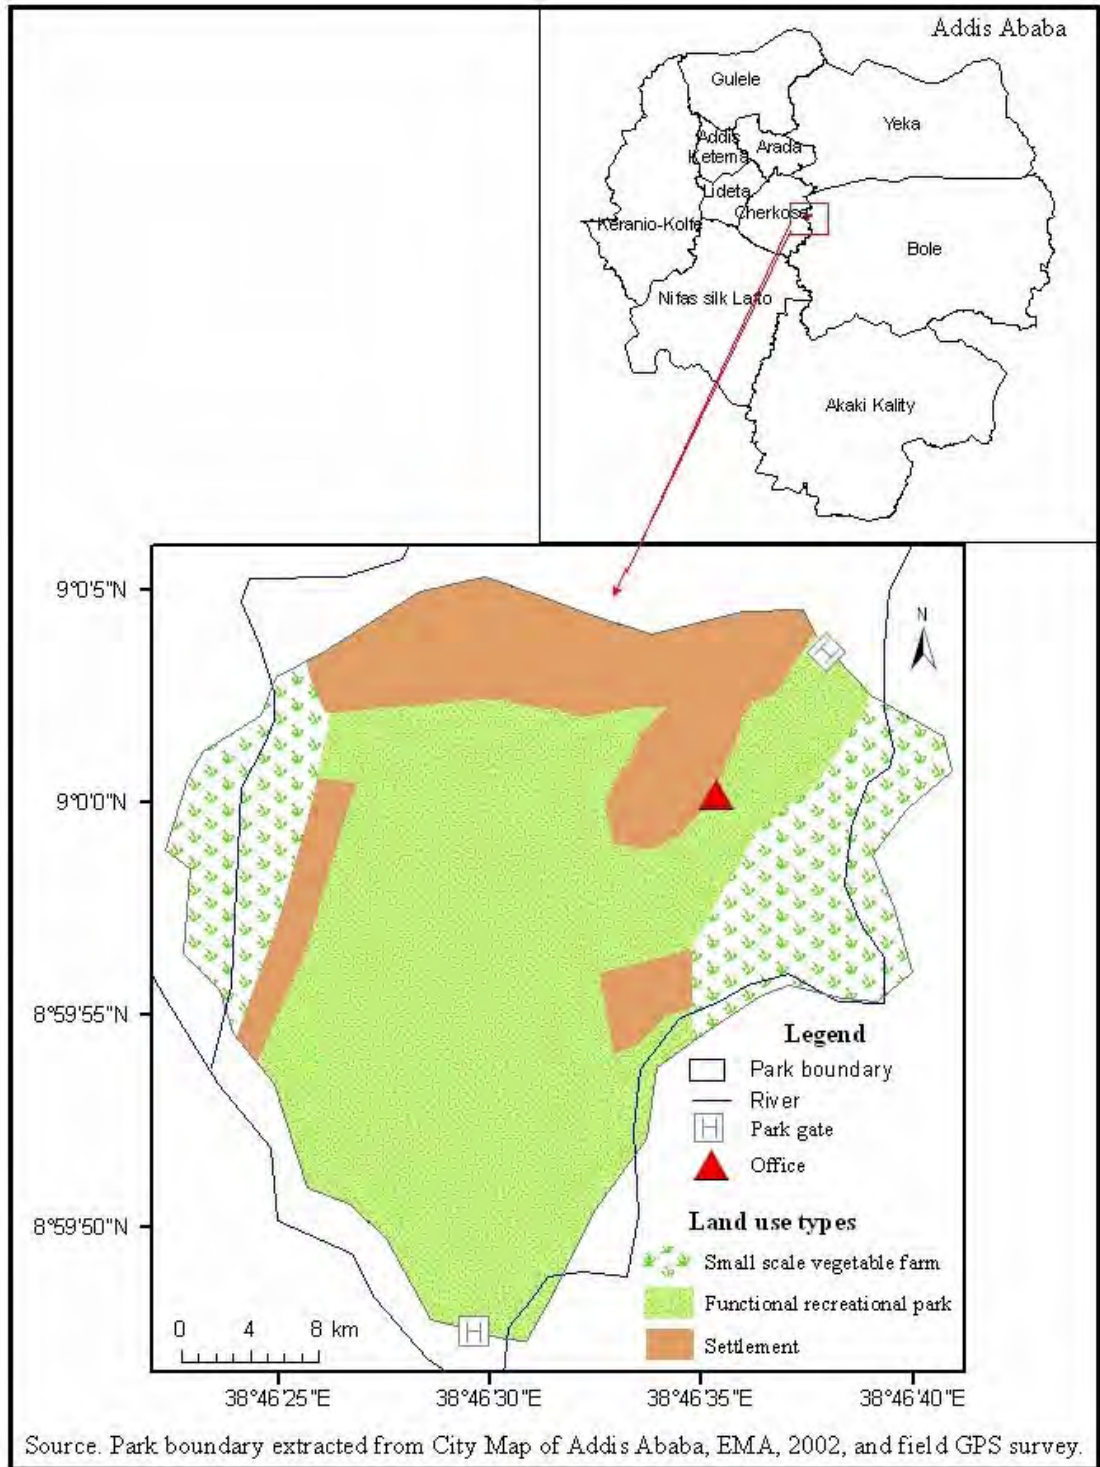 Addis Ababa
Gulele
Yeka
Addis
Ketema
Arada
Lideta
Cherkose
Keranio-Kolfe
Bole
Nifas silk Lafto
Akaki Kality
9°0'5"N
N
9°0'0"N
8°59'55"N
Legend
Park boundary
River
H Park gate
Office
8°59'50"N
Land use types
Small scale vegetable farm
Functional recreational park
Settlement
0 4 8 km
H
H
38°46'25"E 38°46'30"E 38°46'35"E 38°46'40"E
Source. Park boundary extracted from City Map of Addis Ababa, EMA, 2002, and field GPS survey.